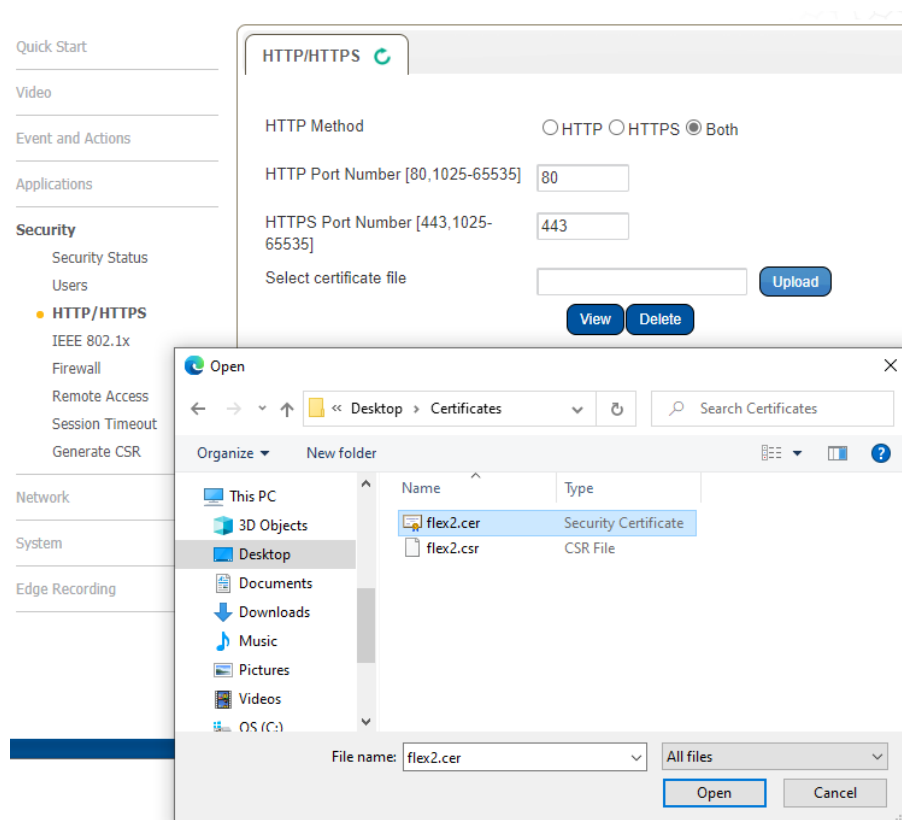 Quick Start
Video
Event and Actions
Applications
Security
Security Status
Users
HTTP/HTTPS
IEEE 802.1x
Firewall
Remote Access
Session Timeout
Generate CSR
Network
System
Edge Recording
HTTP/HTTPS
HTTP Method
HTTP HTTPS Both
HTTP Port Number [80,1025-65535] 80
HTTPS Port Number [443,1025-
65535]
443
Select certificate file
Upload
View Delete
Open
« Desktop › Certificates
Search Certificates
Organize New folder
This PC
3D Objects
Desktop
Documents
Downloads
Music
Pictures
Videos
OS (C:)
Name Type
flex2.cer Security Certificate
flex2.csr CSR File
File name: flex2.cer All files
Open Cancel